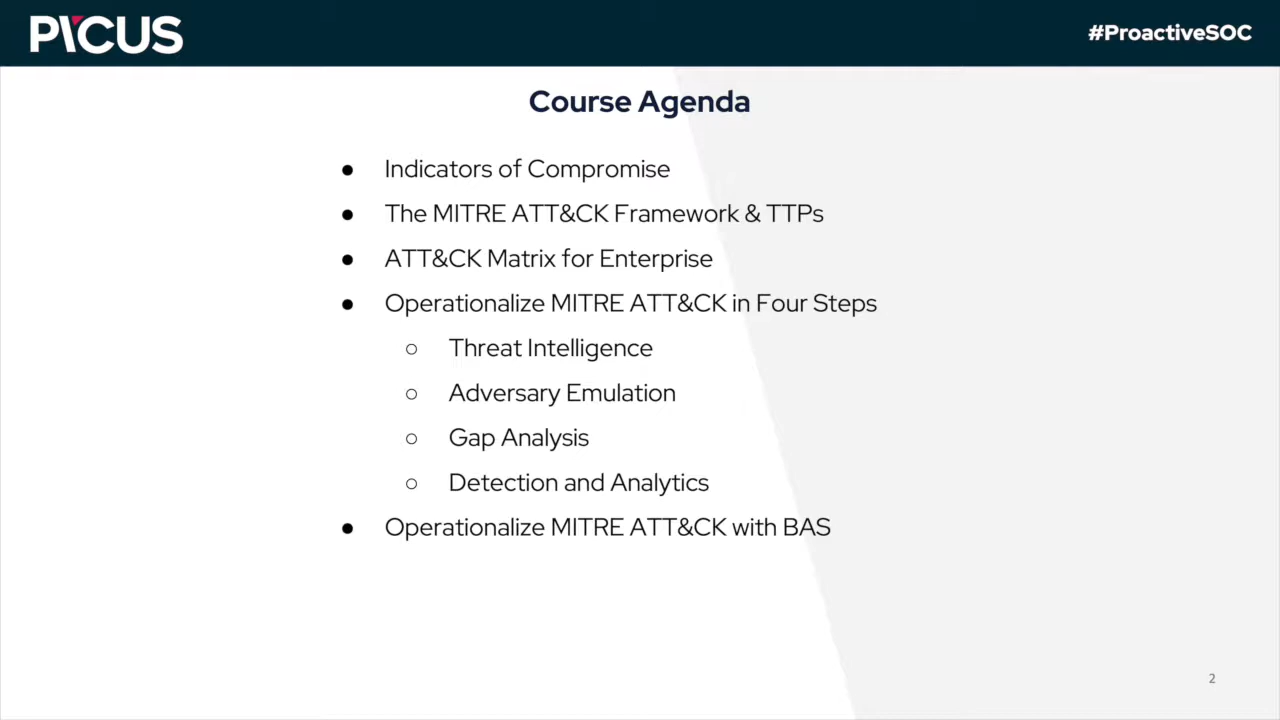 PICUS
#ProactiveSOC
Course Agenda
● Indicators of Compromise
● The MITRE ATT&CK Framework & TTPs
● ATT&CK Matrix for Enterprise
● Operationalize MITRE ATT&CK in Four Steps
○ Threat Intelligence
○ Adversary Emulation
○ Gap Analysis
○ Detection and Analytics
● Operationalize MITRE ATT&CK with BAS
2